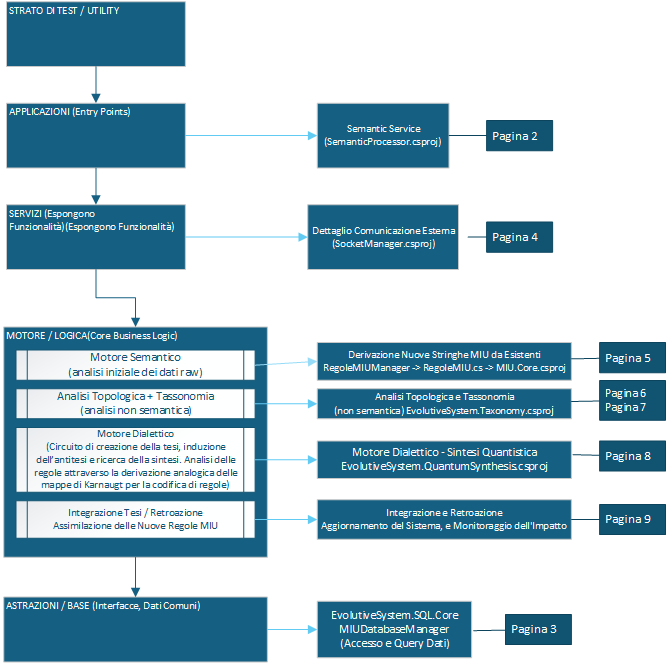 STRATO DI TEST / UTILITY
APPLICAZIONI (Entry Points)
Semantic Service
(SemanticProcessor.csproj)
Pagina 2
SERVIZI (Espongono
Funzionalità)(Espongono Funzionalità)
Dettaglio Comunicazione Esterna
(SocketManager.csproj)
Pagina 4
MOTORE / LOGICA(Core Business Logic)
Motore Semantico
(analisi iniziale dei dati raw)
Derivazione Nuove Stringhe MIU da Esistenti
RegoleMIUManager -> RegoleMIU.cs -> MIU.Core.csproj
Pagina 5
Analisi Topologica + Tassonomia
(analisi non semantica)
Analisi Topologica e Tassonomia
(non semantica) EvolutiveSystem.Taxonomy.csproj
Pagina 6
Pagina 7
Motore Dialettico
(Circuito di creazione della tesi, induzione
dell'antitesi e ricerca della sintesi. Analisi delle
regole attraverso la derivazione analogica delle
mappe di Karnaugt per la codifica di regole)
Motore Dialettico - Sintesi Quantistica
EvolutiveSystem.QuantumSynthesis.csproj
Pagina 8
Integrazione Tesi / Retroazione
Assimilazione delle Nuove Regole MIU
Integrazione e Retroazione
Aggiornamento del Sistema, e Monitoraggio dell'Impatto
Pagina 9
ASTRAZIONI / BASE (Interfacce, Dati Comuni)
EvolutiveSystem.SQL.Core
MIUDatabaseManager
(Accesso e Query Dati)
Pagina 3